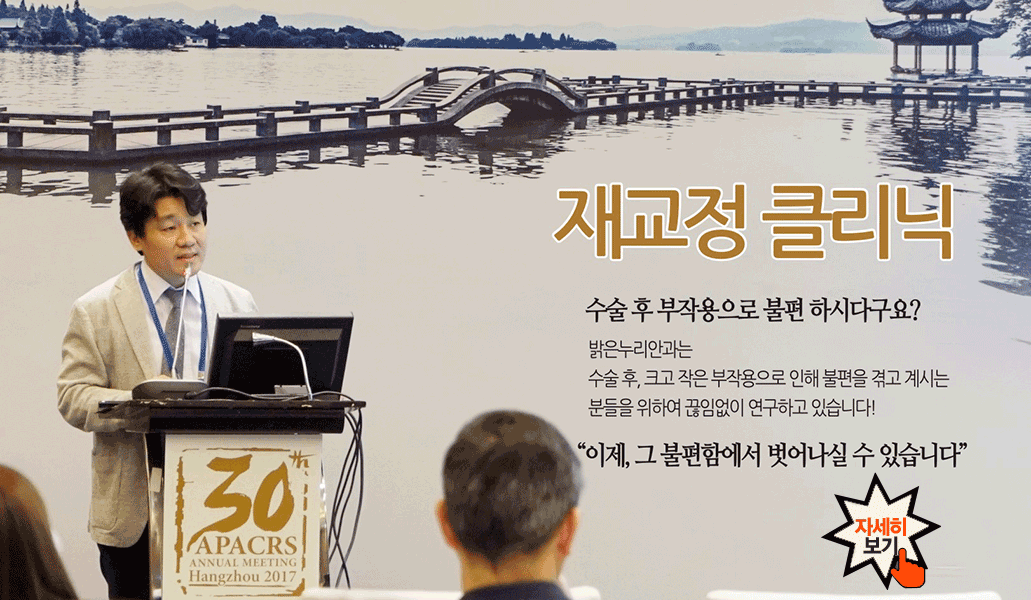 재교정 클리닉
수술 후 부작용으로 불편 하시다구요?
밝은누리안과는
수술 후, 크고 작은 부작용으로 인해 불편을 겪고 계시는
분들을 위하여 끊임없이 연구하고 있습니다!
“이제, 그 불편함에서 벗어나실 수 있습니다”
자세히
보기
30th
APACRS
ANNUAL MEETING
Hangzhou 2017